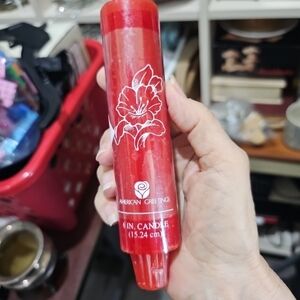 AMERICAN GREETINGS
6 IN. CANDLE
(15.24 cm)